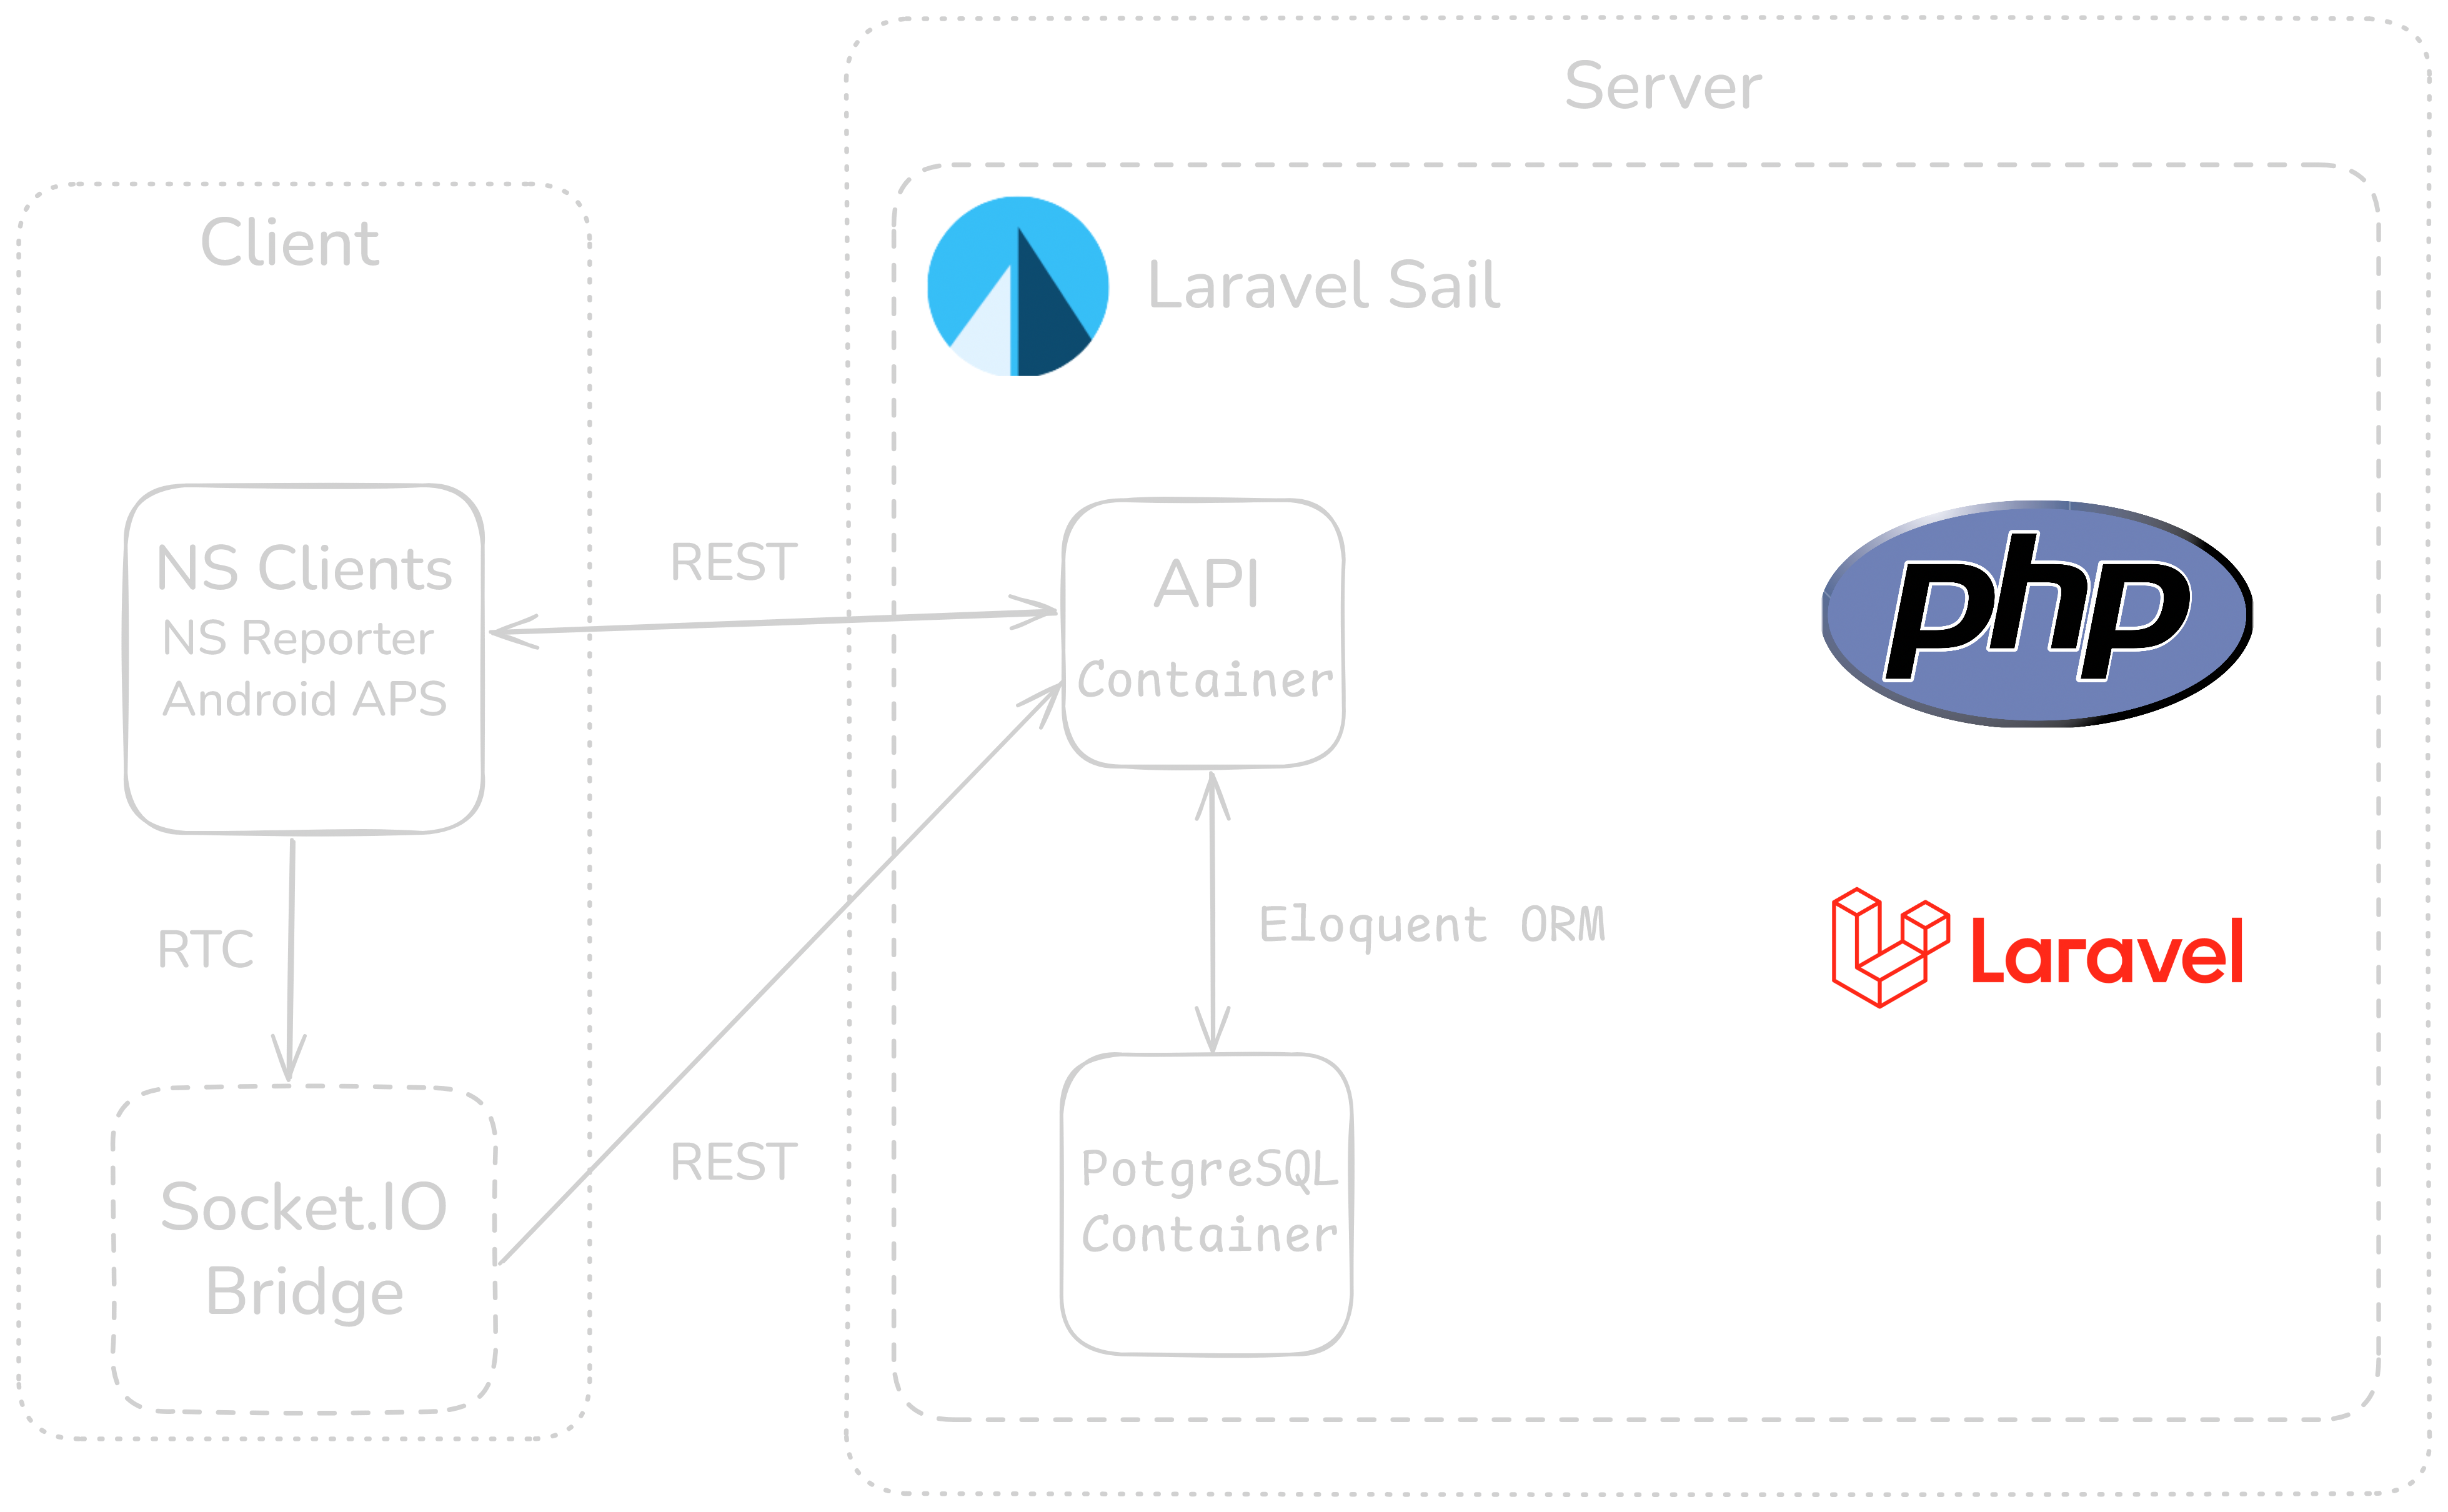 Server
Client
Laravel Sail
NS Clients
NS Reporter
Android APS
REST
API
Container
php
RTC
Eloquent ORM
Laravel
Socket.IO
Bridge
REST
PotgreSQL
Container